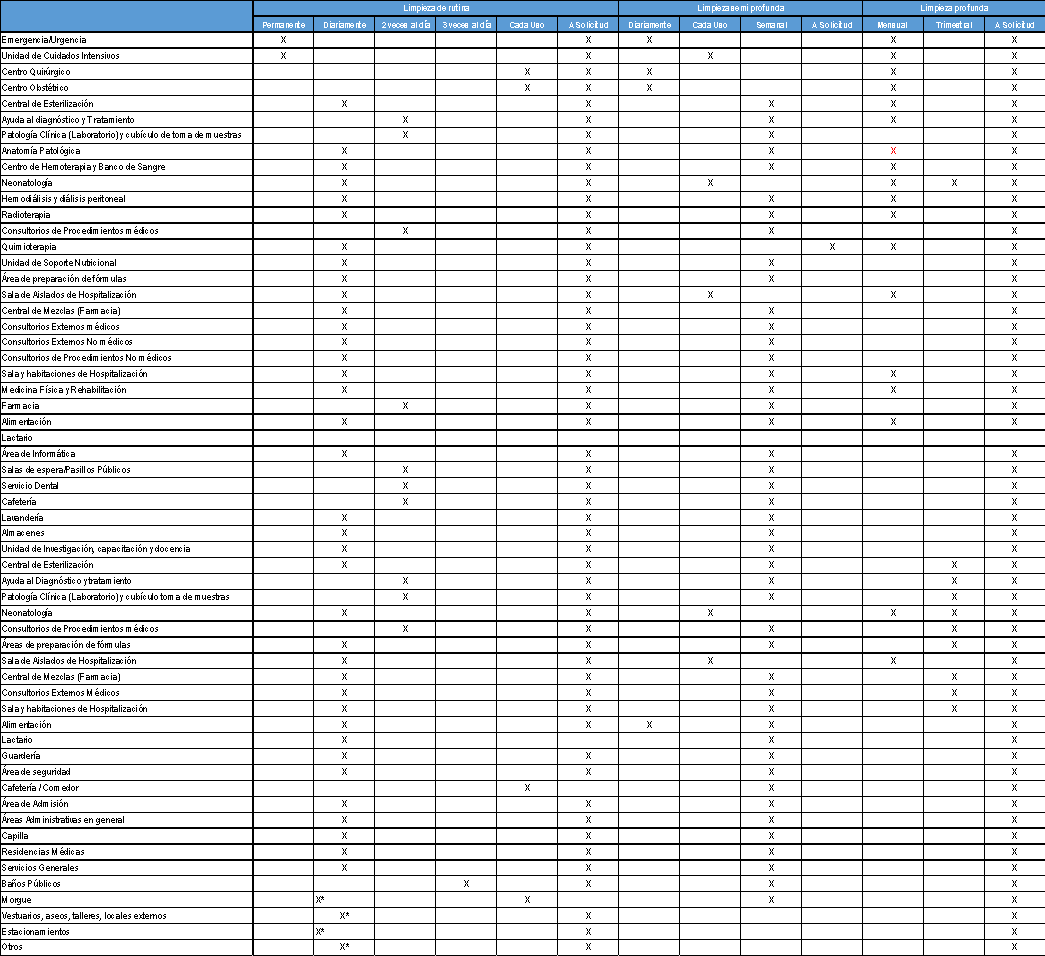 Limpieza de rutina Limpieza semi profunda Limpieza profunda
Permanente Diariamente 2 veces al día 3 veces al día Cada Uso A Solicitud Diariamente Cada Uso Semanal A Solicitud Mensual Trimestral A Solicitud
Emergencia/Urgencia X X X X X
Unidad de Cuidados Intensivos X X X X X
Centro Quirúrgico X X X X X
Centro Obstétrico X X X X X
Central de Esterilización X X X X X
Ayuda al diagnóstico y Tratamiento X X X X X
Patología Clínica (Laboratorio) y cubículo de toma de muestras X X X X
Anatomía Patológica X X X X X
Centro de Hemoterapia y Banco de Sangre X X X X X
Neonatología X X X X X X
Hemodiálisis y diálisis peritoneal X X X X X
Radioterapia X X X X X
Consultorios de Procedimientos médicos X X X X
Quimioterapia X X X X X
Unidad de Soporte Nutricional X X X X
Área de preparación de fórmulas X X X X
Sala de Aislados de Hospitalización X X X X X
Central de Mezclas (Farmacia) X X X X
Consultorios Externos médicos X X X X
Consultorios Externos No médicos X X X X
Consultorios de Procedimientos No médicos X X X X
Sala y habitaciones de Hospitalización X X X X X
Medicina Física y Rehabilitación X X X X X
Farmacia X X X X
Alimentación X X X X X
Lactario
Área de Informática X X X X
Salas de espera/Pasillos Públicos X X X X
Servicio Dental X X X X
Cafetería X X X X
Lavandería X X X X
Almacenes X X X X
Unidad de Investigación, capacitación y docencia X X X X
Central de Esterilización X X X X X
Ayuda al Diagnóstico y tratamiento X X X X X
Patología Clínica (Laboratorio) y cubículo toma de muestras X X X X X
Neonatología X X X X X X
Consultorios de Procedimientos médicos X X X X X
Áreas de preparación de fórmulas X X X X X
Sala de Aislados de Hospitalización X X X X X
Central de Mezclas (Farmacia) X X X X X
Consultorios Externos Médicos X X X X X
Sala y habitaciones de Hospitalización X X X X X
Alimentación X X X X X
Lactario X X X
Guardería X X X X
Área de seguridad X X X X
Cafetería / Comedor X X X
Área de Admisión X X X X
Áreas Administrativas en general X X X X
Capilla X X X X
Residencias Médicas X X X X
Servicios Generales X X X X
Baños Públicos X X X X
Morgue X* X X X
Vestuarios, aseos, talleres, locales externos X* X X
Estacionamientos X* X X
Otros X* X X